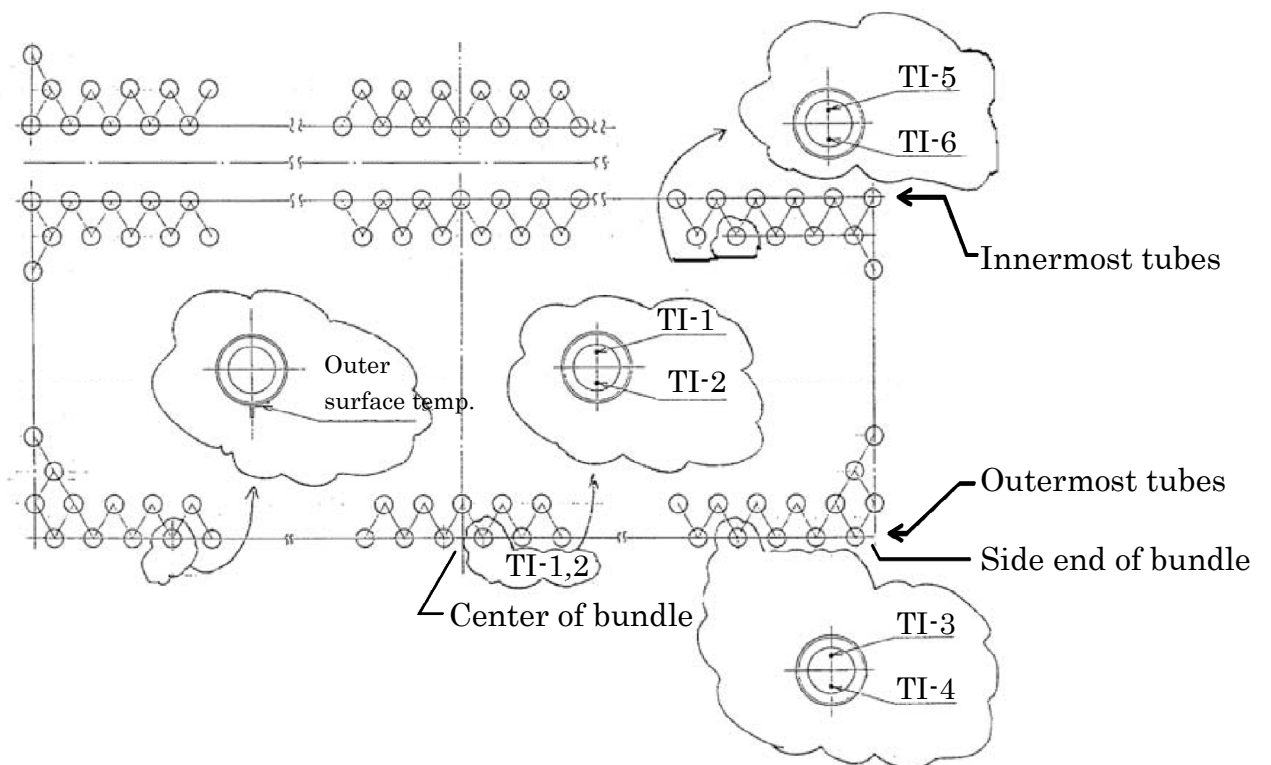 TI-5
TI-6
Innermost tubes
TI-1
Outer
TI-2
surface temp.
Outermost tubes
Side end of bundle
TI-1,2
Center of bundle
TI-3
TI-4